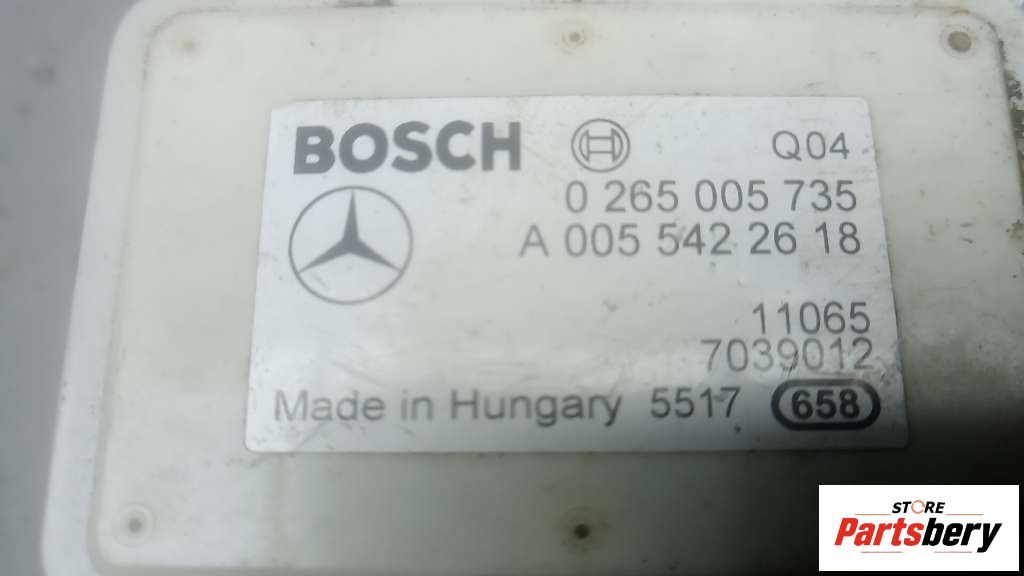 BOSCH Q04
0 265 005 735
A 005 542 26 18
11065
7039012
Made in Hungary 5517 658
STORE
Partsbery